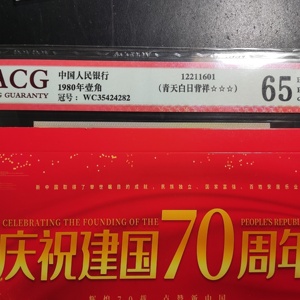 ACG
NG GUARANTY
中国人民银行
1980年壹角
冠号: WC35424282
12211601
(青天白日背祥☆☆☆)
65
CELEBRATING THE FOUNDING OF THE
PEOPLE'S REPUBLIC
庆祝建国70周年